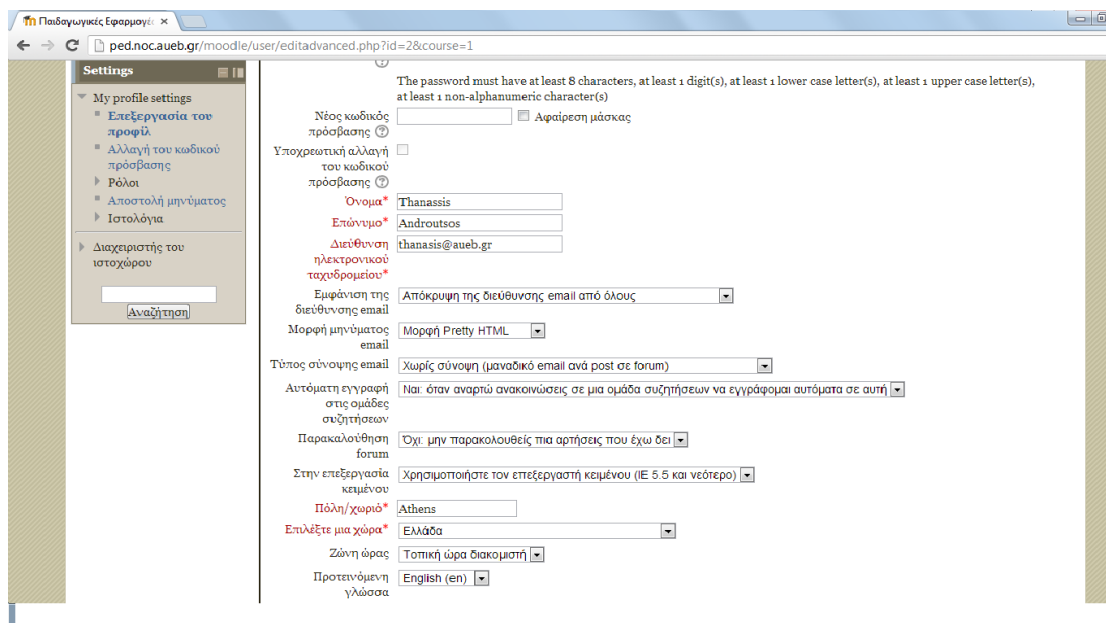 Παιδαγωγικές Εφαρμογές
ped.noc.aueb.gr/moodle/user/editadvanced.php?id=2&course=1
Settings
My profile settings
Επεξεργασία του
προφίλ
Αλλαγή του κωδικού
πρόσβασης
Ρόλοι
Αποστολή μηνύματος
Ιστολόγια
Διαχειριστής του
ιστοχώρου
Αναζήτηση
The password must have at least 8 characters, at least 1 digit(s), at least 1 lower case letter(s), at least 1 upper case letter(s),
at least 1 non-alphanumeric character(s)
Νέος κωδικός
πρόσβασης
Αφαίρεση μάσκας
Υποχρεωτική αλλαγή
του κωδικού
πρόσβασης
Όνομα* Thanassis
Επώνυμο* Androutsos
Διεύθυνση thanasis@aueb.gr
ηλεκτρονικού
ταχυδρομείου*
Εμφάνιση της Απόκρυψη της διεύθυνσης email από όλους
διεύθυνσης email
Μορφή μηνύματος Μορφή Pretty HTML
email
Τύπος σύνοψης email Χωρίς σύνοψη (μαναδικό email ανά post σε forum)
Αυτόματη εγγραφή Ναι: όταν αναρτώ ανακοινώσεις σε μια ομάδα συζητήσεων να εγγράφομαι αυτόματα σε αυτή
στις ομάδες
συζητήσεων
Παρακαλούθηση Όχι: μην παρακολουθείς πια αρτήσεις που έχω δει
forum
Στην επεξεργασία Χρησιμοποιήστε τον επεξεργαστή κειμένου (IE 5.5 και νεότερο)
κειμένου
Πόλη/χωριό* Athens
Επιλέξτε μια χώρα* Ελλάδα
Ζώνη ώρας Τοπική ώρα διακομιστή
Προτεινόμενη English (en)
γλώσσα